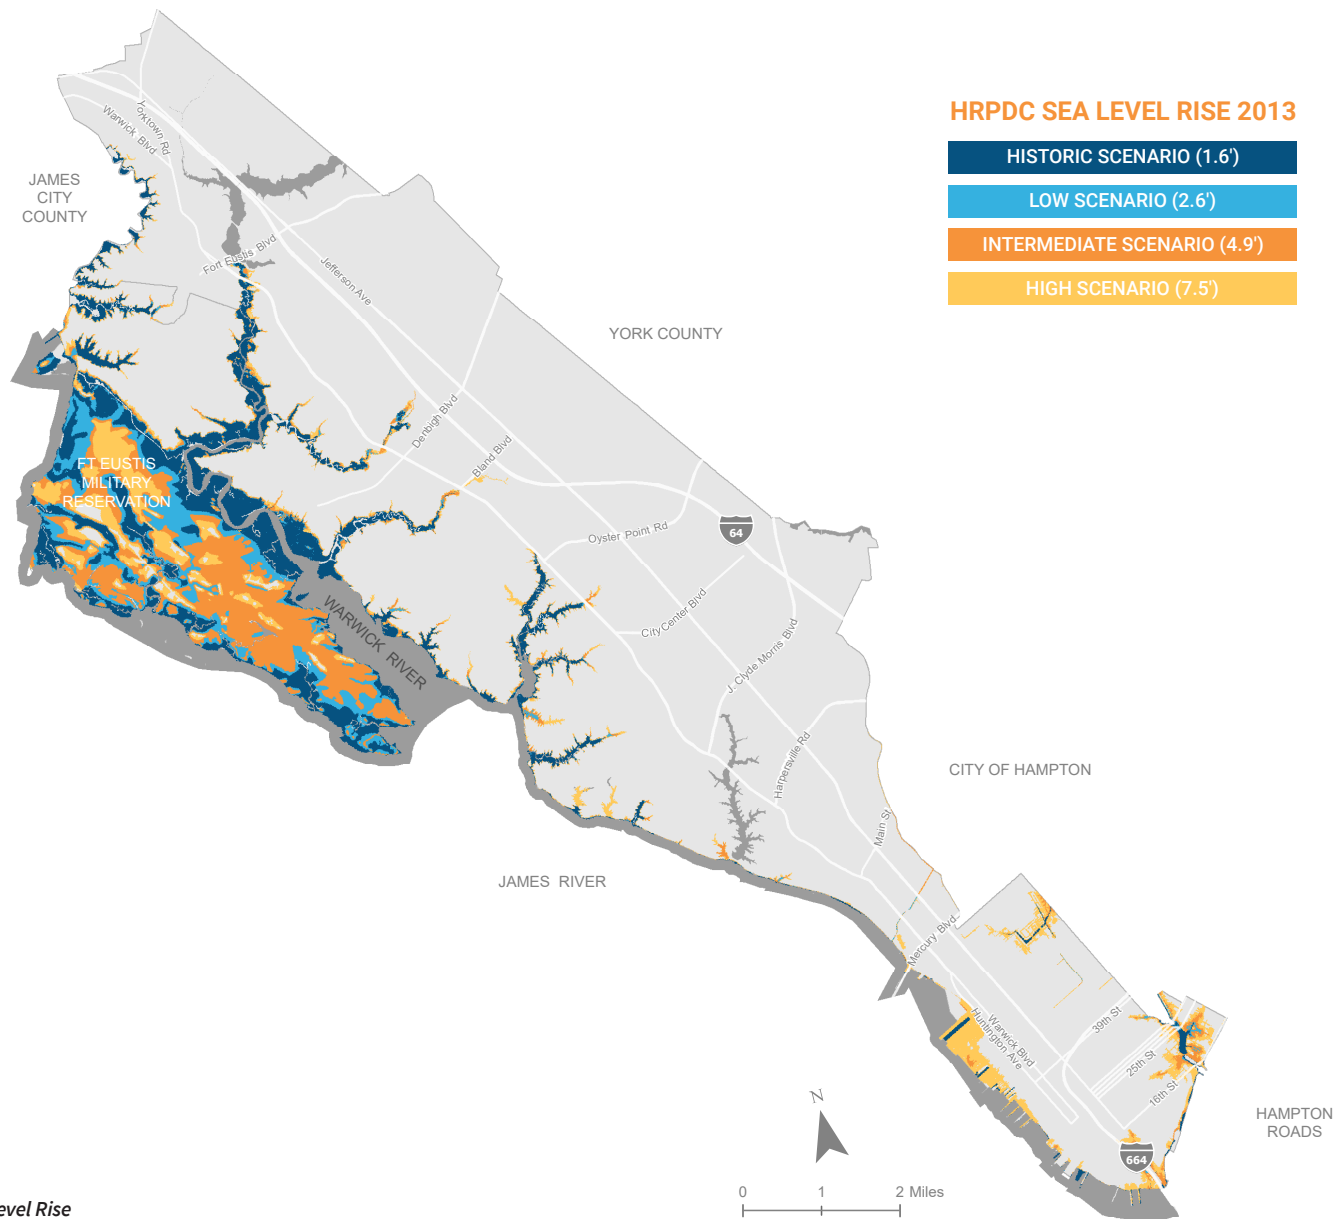 HRPDC SEA LEVEL RISE 2013
HISTORIC SCENARIO (1.6')
LOW SCENARIO (2.6')
INTERMEDIATE SCENARIO (4.9')
HIGH SCENARIO (7.5')
Yorktown Rd
Warwick Blvd
JAMES
CITY
COUNTY
Fort Eustis Blvd
Jefferson Ave
YORK COUNTY
Denbigh Blvd
Bland Blvd
FT EUSTIS
MILITARY
RESERVATION
Oyster Point Rd
64
WARWICK RIVER
City Center Blvd
J. Clyde Morris Blvd
Harpersville Rd
CITY OF HAMPTON
Main St
JAMES RIVER
Mercury Blvd
Warwick Blvd
Huntington Ave
39th St
25th St
16th St
HAMPTON
ROADS
664
N
0 1 2 Miles
evel Rise